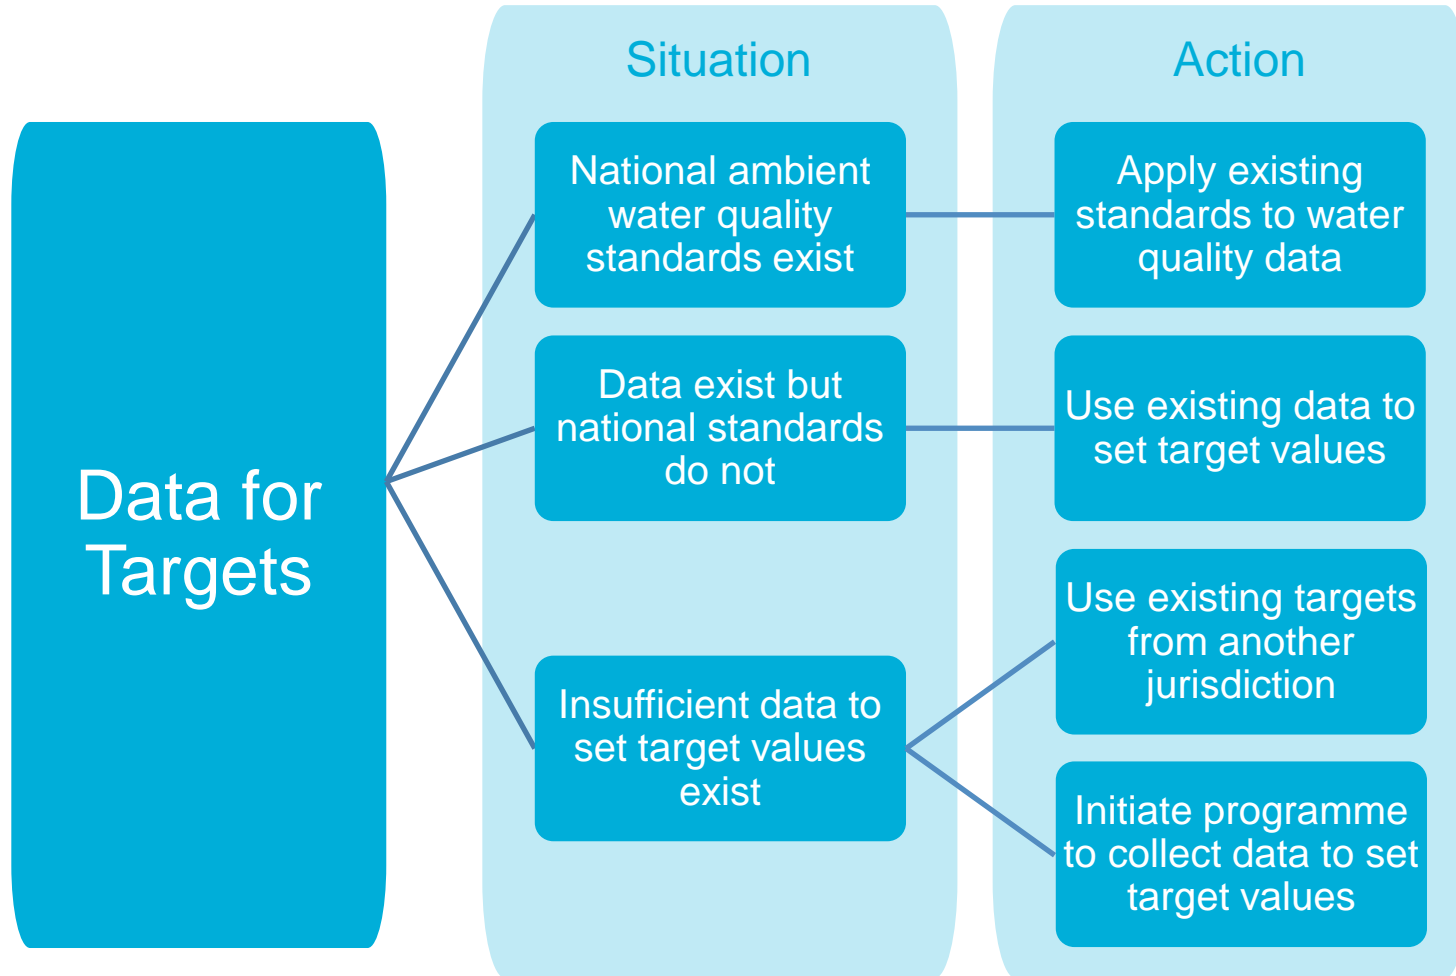 Situation
Action
Data for
Targets
National ambient
water quality
standards exist
Apply existing
standards to water
quality data
Data exist but
national standards
do not
Use existing data to
set target values
Insufficient data to
set target values
exist
Use existing targets
from another
jurisdiction
Initiate programme
to collect data to set
target values